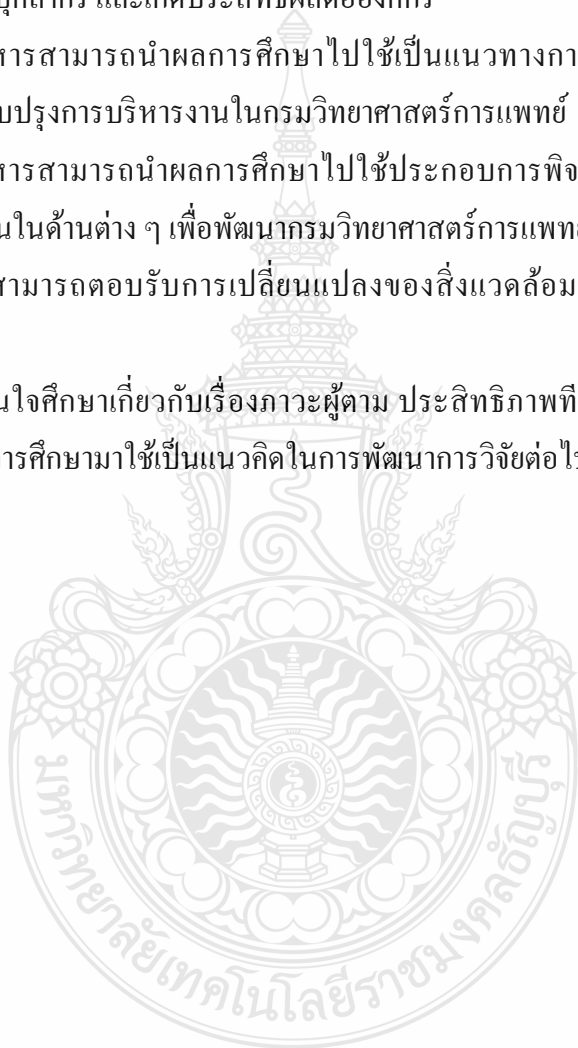 บุคลากร และเกิดประสิทธิผลต่อองค์กร
หารสามารถนำผลการศึกษาไปใช้เป็นแนวทางกา
บปรุงการบริหารงานในกรมวิทยาศาสตร์การแพทย์
หารสามารถนำผลการศึกษาไปใช้ประกอบการพิจ
นในด้านต่าง ๆ เพื่อพัฒนากรมวิทยาศาสตร์การแพท
สามารถตอบรับการเปลี่ยนแปลงของสิ่งแวดล้อม
นใจศึกษาเกี่ยวกับเรื่องภาวะผู้ตาม ประสิทธิภาพที
การศึกษามาใช้เป็นแนวคิดในการพัฒนาการวิจัยต่อไป
มหาวิทยาลัยเทคโนโลยีราชมงคลธัญบุรี